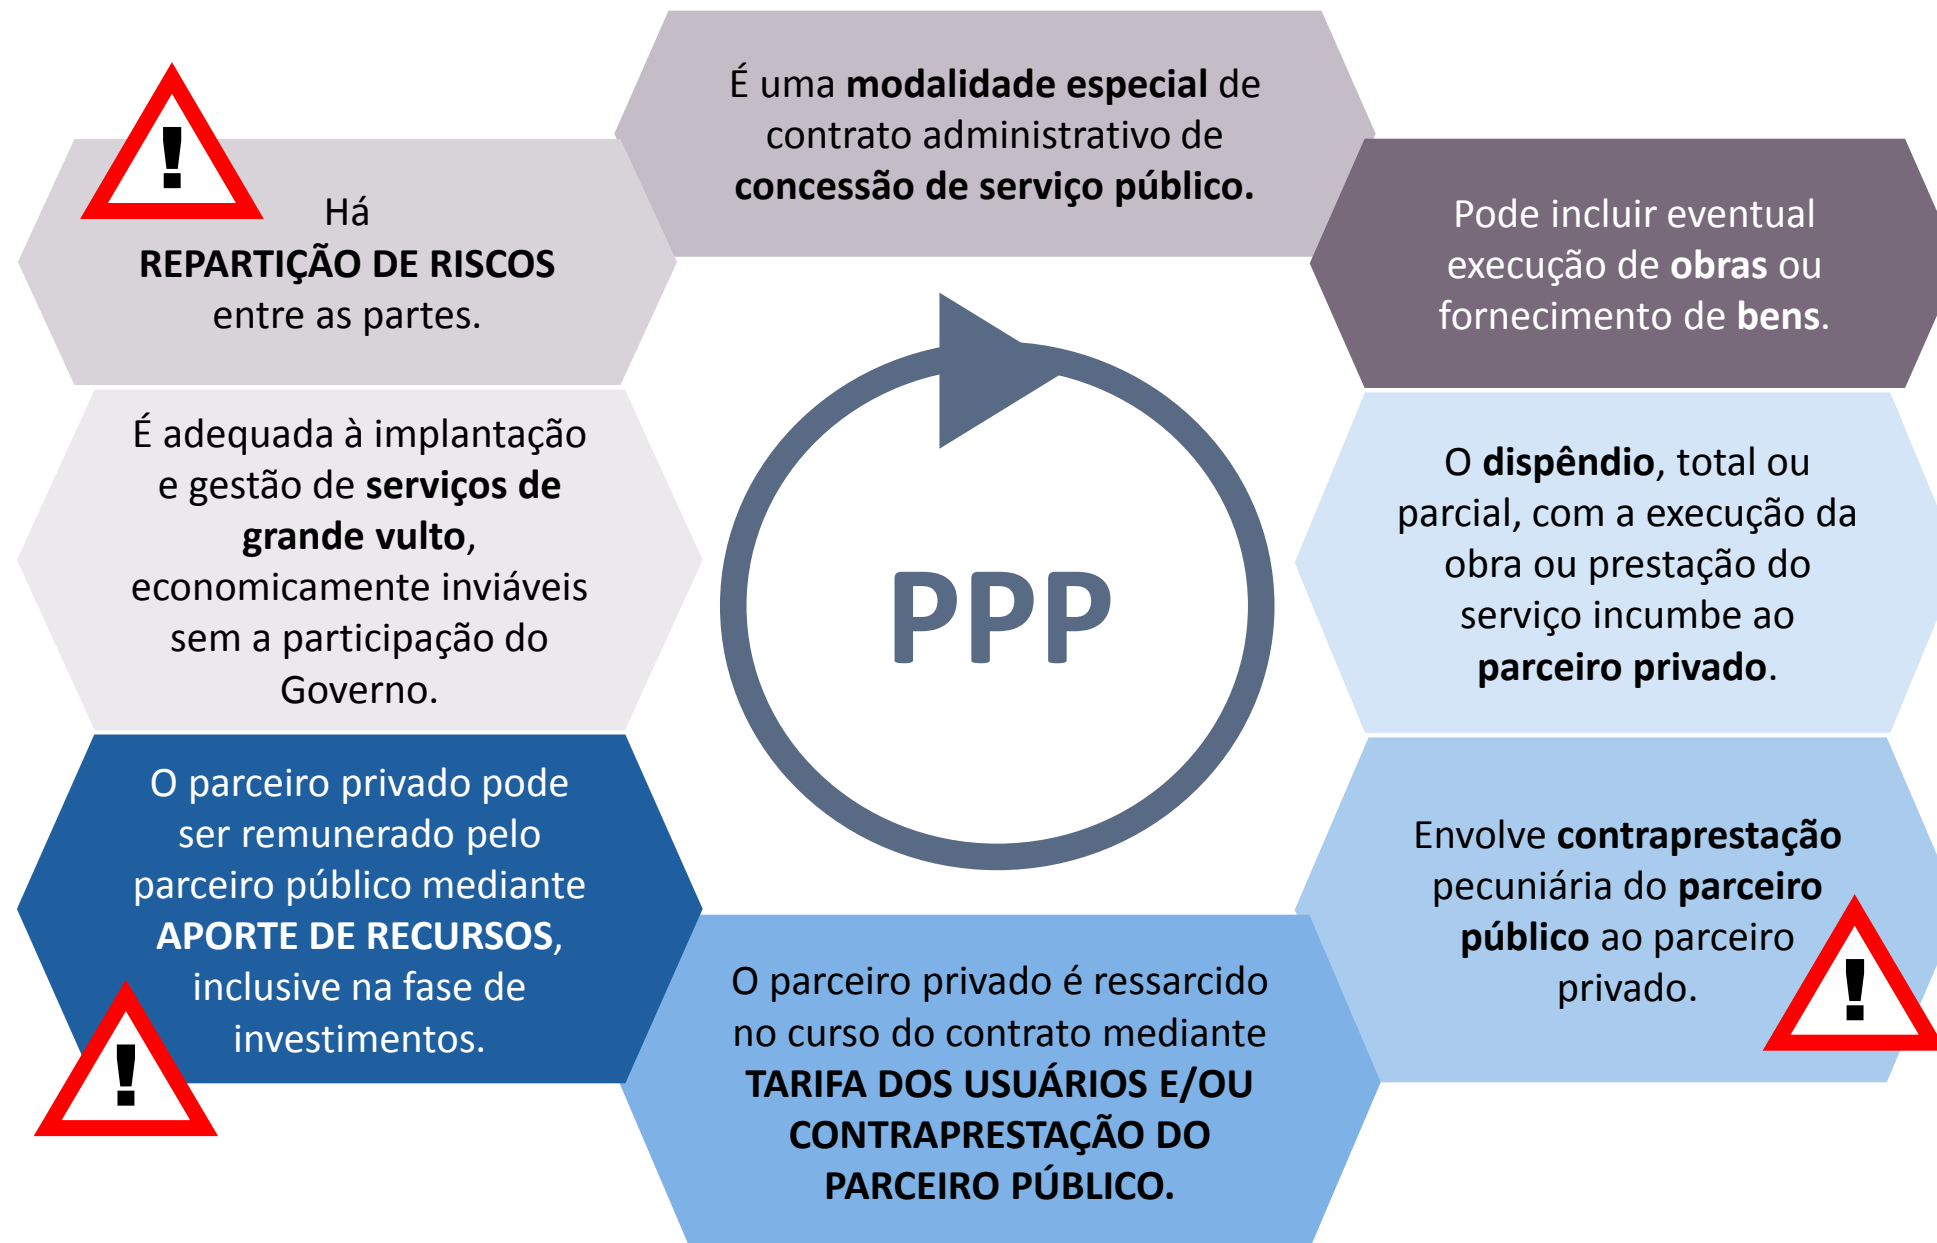 É uma modalidade especial de
contrato administrativo de
concessão de serviço público.
Pode incluir eventual
execução de obras ou
fornecimento de bens.
O dispêndio, total ou
parcial, com a execução da
obra ou prestação do
serviço incumbe ao
parceiro privado.
Envolve contraprestação
pecuniária do parceiro
público ao parceiro
privado.
!
O parceiro privado é ressarcido
no curso do contrato mediante
TARIFA DOS USUÁRIOS E/OU
CONTRAPRESTAÇÃO DO
PARCEIRO PÚBLICO.
O parceiro privado pode
ser remunerado pelo
parceiro público mediante
APORTE DE RECURSOS,
inclusive na fase de
investimentos.
!
É adequada à implantação
e gestão de serviços de
grande vulto,
economicamente inviáveis
sem a participação do
Governo.
!
Há
REPARTIÇÃO DE RISCOS
entre as partes.
PPP